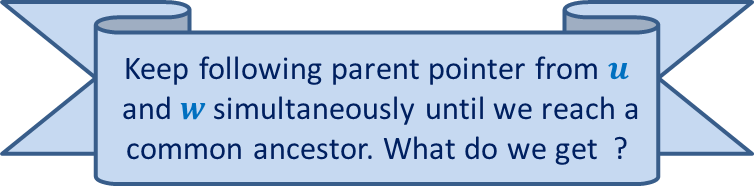 Keep following parent pointer from u
and w simultaneously until we reach a
common ancestor. What do we get ?